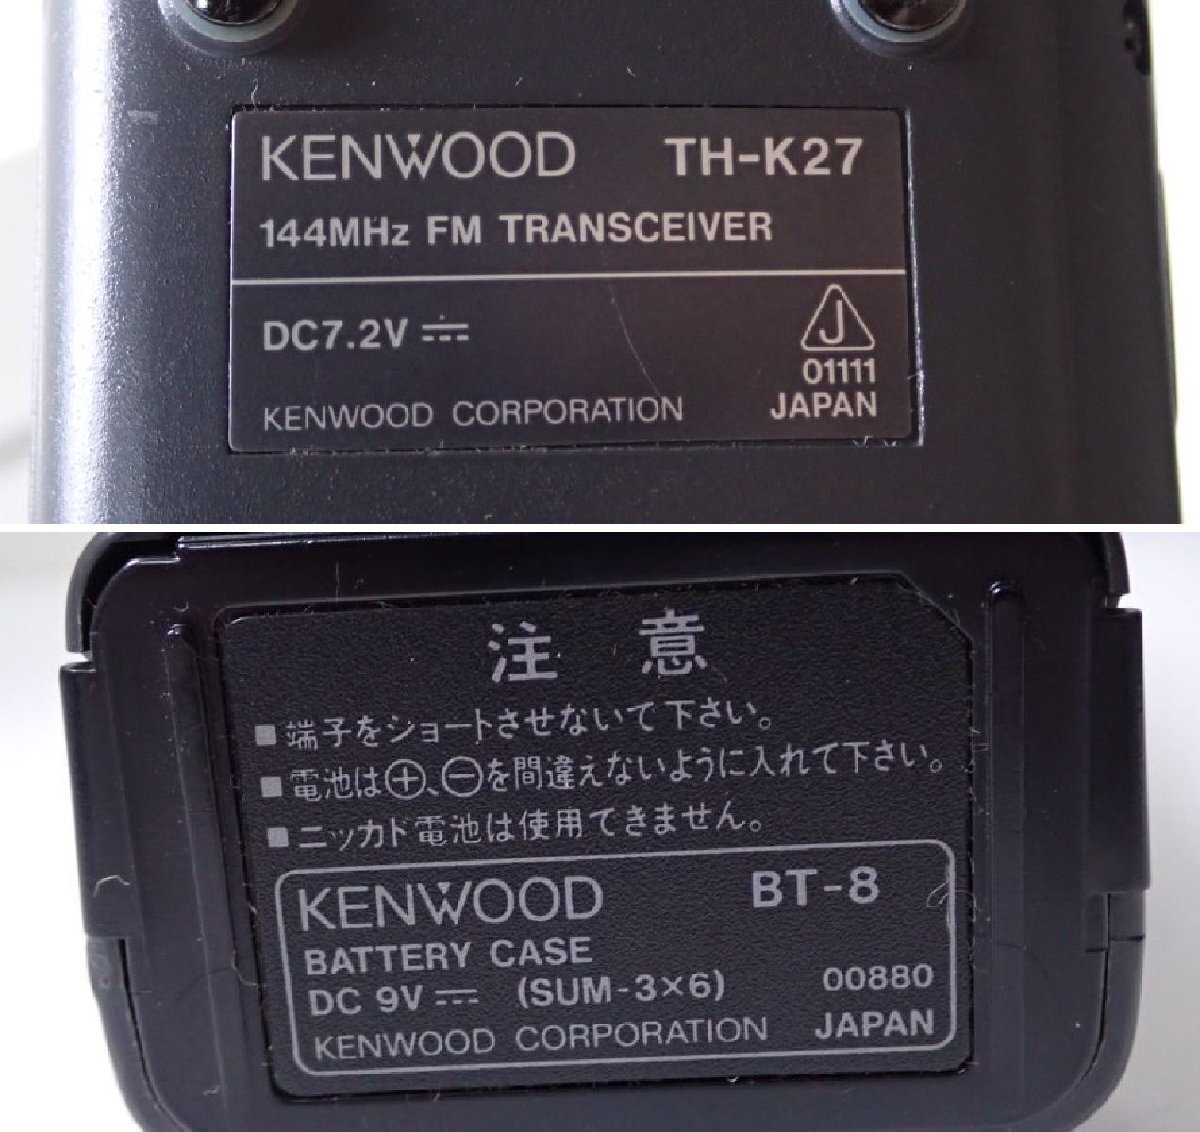 KENWOOD TH-K27
144MHz FM TRANSCEIVER
DC7.2V
J
01111
KENWOOD CORPORATION JAPAN
注意
■端子をショートさせないで下さい。
■電池は⊕、⊖を間違えないように入れて下さい。
■ニッカド電池は使用できません。
KENWOOD BT-8
BATTERY CASE
DC 9V (SUM-3×6) 00880
KENWOOD CORPORATION JAPAN